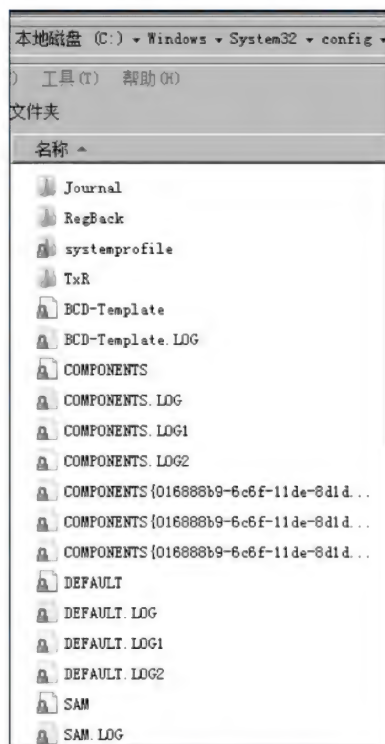 本地磁盘 (C:) ▾ Windows ▾ System32 ▾ config ▾
) 工具(T) 帮助(H)
文件夹
名称 ▴
Journal
RegBack
systemprofile
TxR
BCD-Template
BCD-Template.LOG
COMPONENTS
COMPONENTS.LOG
COMPONENTS.LOG1
COMPONENTS.LOG2
COMPONENTS{016888b9-6c6f-11de-8d1d...
COMPONENTS{016888b9-6c6f-11de-8d1d...
COMPONENTS{016888b9-6c6f-11de-8d1d...
DEFAULT
DEFAULT.LOG
DEFAULT.LOG1
DEFAULT.LOG2
SAM
SAM.LOG